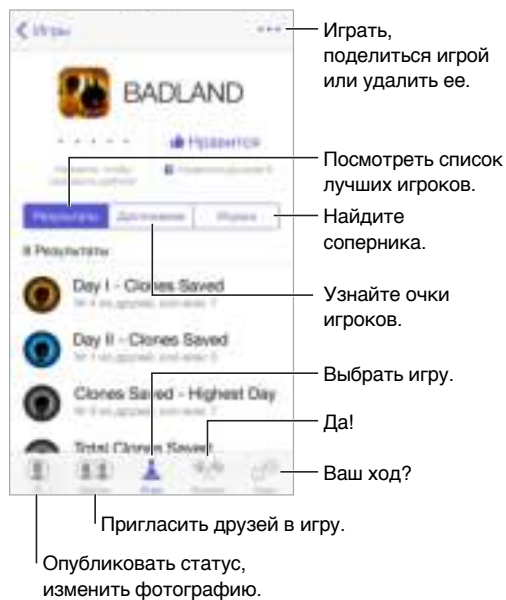 Игры
Играть,
поделиться игрой
или удалить ее.
BADLAND
Нравится
Посмотреть список
лучших игроков.
Результаты
Достижения
Игроки
Найдите
соперника.
8 Результаты
Day I - Clones Saved
Узнайте очки
игроков.
Day II - Clones Saved
Выбрать игру.
Clones Saved - Highest Day
Да!
Total Clones Saved
Ваш ход?
Пригласить друзей в игру.
Опубликовать статус,
изменить фотографию.